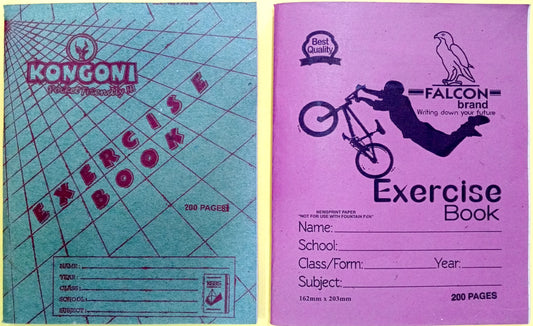 KONGONI
Pocket Friendly !!!
EXERCISE
BOOK
200 PAGES
NAME:
YEAR:
CLASS:
SCHOOL:
SUBJECT:
Best
Quality
FALCON
brand
Writing down your future
Exercise
Book
NEWSPRINT PAPER
"NOT FOR USE WITH FOUNTAIN PEN"
Name:
School:
Class/Form: Year:
Subject:
162mm x 203mm
200 PAGES